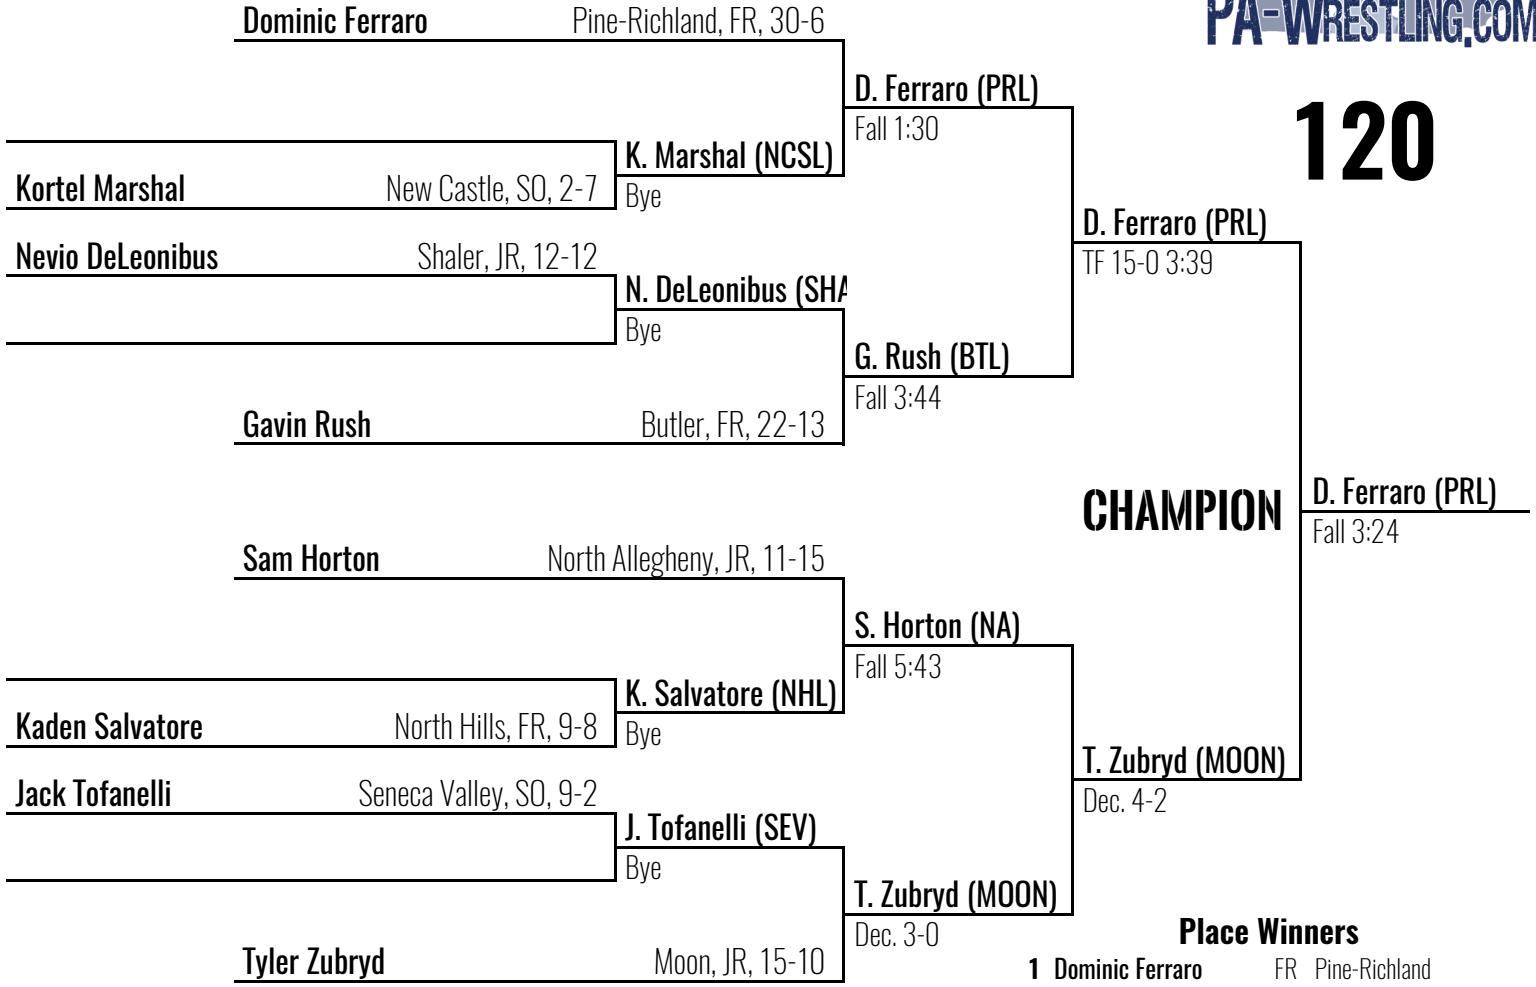 PA-WRESTLING.COM
120
Dominic Ferraro Pine-Richland, FR, 30-6
D. Ferraro (PRL)
Fall 1:30
K. Marshal (NCSL)
Bye
Kortel Marshal New Castle, SO, 2-7
D. Ferraro (PRL)
TF 15-0 3:39
Nevio DeLeonibus Shaler, JR, 12-12
N. DeLeonibus (SHA
Bye
G. Rush (BTL)
Fall 3:44
Gavin Rush Butler, FR, 22-13
CHAMPION
D. Ferraro (PRL)
Fall 3:24
Sam Horton North Allegheny, JR, 11-15
S. Horton (NA)
Fall 5:43
K. Salvatore (NHL)
Bye
Kaden Salvatore North Hills, FR, 9-8
T. Zubryd (MOON)
Dec. 4-2
Jack Tofanelli Seneca Valley, SO, 9-2
J. Tofanelli (SEV)
Bye
T. Zubryd (MOON)
Dec. 3-0
Tyler Zubryd Moon, JR, 15-10
Place Winners
1 Dominic Ferraro FR Pine-Richland